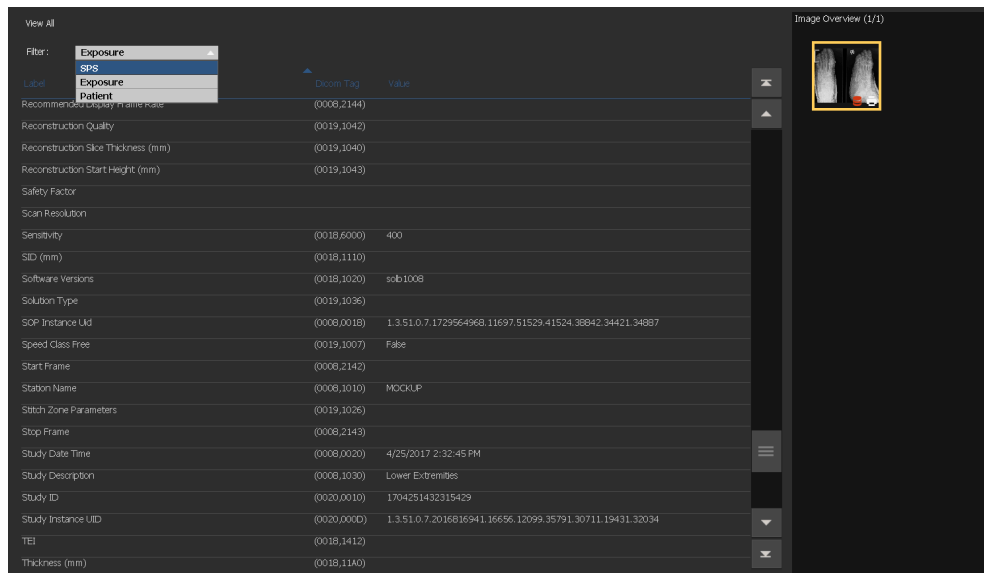 View All
Image Overview (1/1)
Filter: Exposure
SPS
Exposure
Patient
Label Dicom Tag Value
Recommended Display Frame Rate (0008,2144)
Reconstruction Quality (0019,1042)
Reconstruction Slice Thickness (mm) (0019,1040)
Reconstruction Start Height (mm) (0019,1043)
Safety Factor
Scan Resolution
Sensitivity (0018,6000) 400
SID (mm) (0018,1110)
Software Versions (0018,1020) solb1008
Solution Type (0019,1036)
SOP Instance Uid (0008,0018) 1.3.51.0.7.1729564968.11697.51529.41524.38842.34421.34887
Speed Class Free (0019,1007) False
Start Frame (0008,2142)
Station Name (0008,1010) MOCKUP
Stitch Zone Parameters (0019,1026)
Stop Frame (0008,2143)
Study Date Time (0008,0020) 4/25/2017 2:32:45 PM
Study Description (0008,1030) Lower Extremities
Study ID (0020,0010) 1704251432315429
Study Instance UID (0020,000D) 1.3.51.0.7.2016816941.16656.12099.35791.30711.19431.32034
TEI (0018,1412)
Thickness (mm) (0018,11A0)